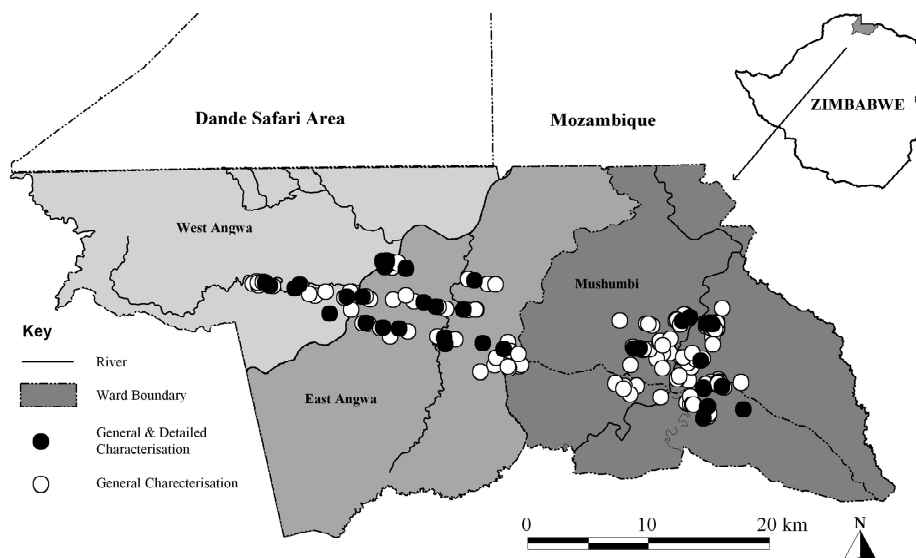 ZIMBABWE
Dande Safari Area
Mozambique
West Angwa
Mushumbi
East Angwa
Key
River
Ward Boundary
General & Detailed
Characterisation
General Charecterisation
0 10 20 km
N